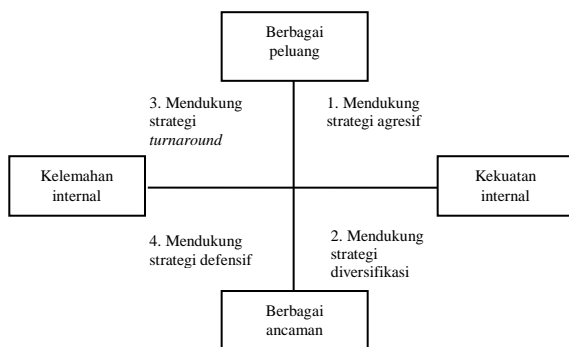 Berbagai
peluang
3. Mendukung
strategi
turnaround
1. Mendukung
strategi agresif
Kelemahan
internal
Kekuatan
internal
4. Mendukung
strategi defensif
2. Mendukung
strategi
diversifikasi
Berbagai
ancaman